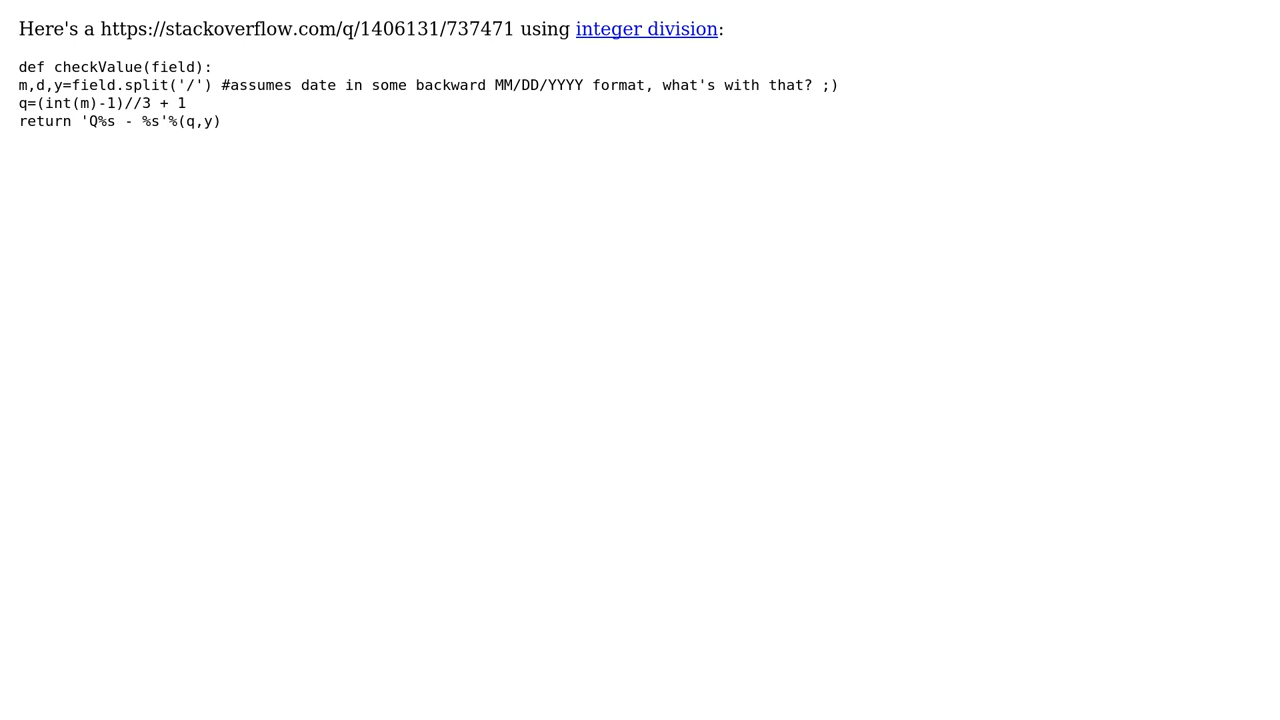 Here's a https://stackoverflow.com/q/1406131/737471 using integer division:
def checkValue(field):
m,d,y=field.split('/') #assumes date in some backward MM/DD/YYYY format, what's with that? ;)
q=(int(m)-1)//3 + 1
return 'Q%s - %s'%(q,y)